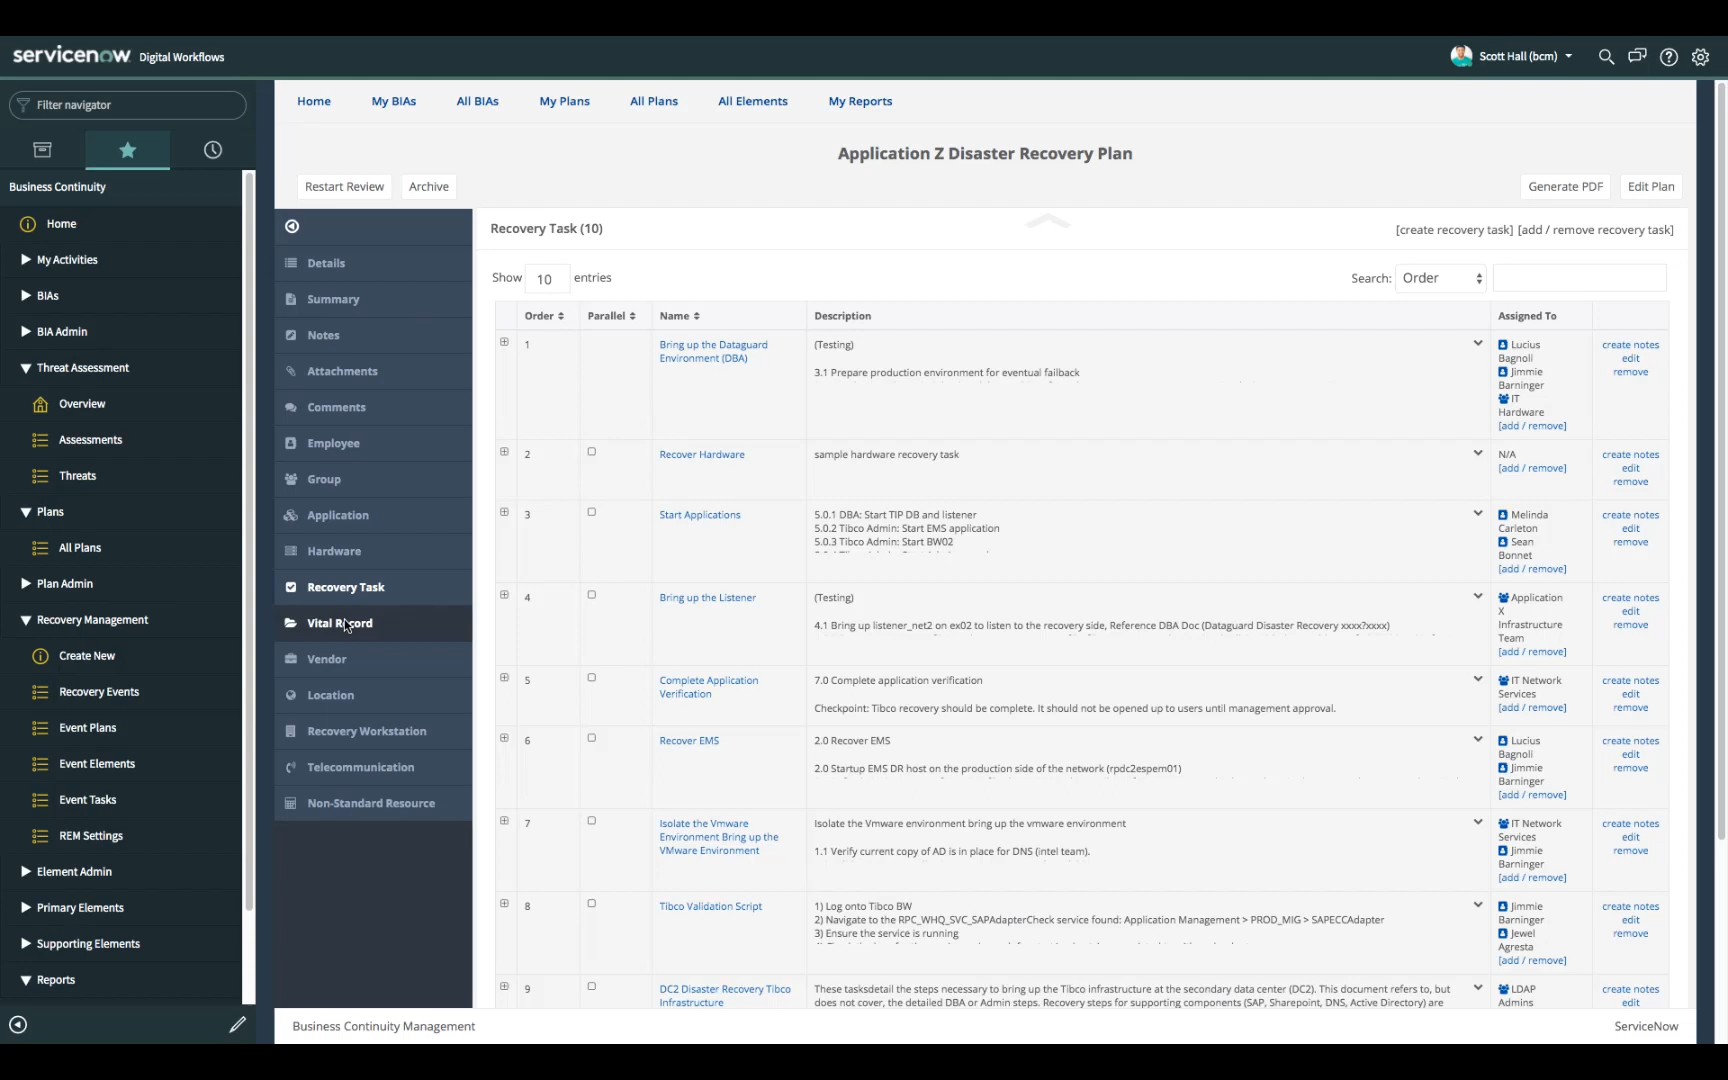 servicenow Digital Workflows
Scott Hall (bcm)
Filter navigator
Business Continuity
Home
My Activities
BIAs
BIA Admin
Threat Assessment
Overview
Assessments
Threats
Plans
All Plans
Plan Admin
Recovery Management
Create New
Recovery Events
Event Plans
Event Elements
Event Tasks
REM Settings
Element Admin
Primary Elements
Supporting Elements
Reports
Home My BIAs All BIAs My Plans All Plans All Elements My Reports
Application Z Disaster Recovery Plan
Restart Review Archive Generate PDF Edit Plan
Details
Summary
Notes
Attachments
Comments
Employee
Group
Application
Hardware
Recovery Task
Vital Record
Vendor
Location
Recovery Workstation
Telecommunication
Non-Standard Resource
Recovery Task (10) [create recovery task] [add / remove recovery task]
Show 10 entries Search: Order
Order Parallel Name Description Assigned To
1 Bring up the Dataguard (Testing) Lucius create notes
Environment (DBA) Bagnoli edit
3.1 Prepare production environment for eventual failback Jimmie remove
Barninger
IT
Hardware
[add / remove]
2 Recover Hardware sample hardware recovery task N/A create notes
[add / remove] edit
remove
3 Start Applications 5.0.1 DBA: Start TIP DB and listener Melinda create notes
5.0.2 Tibco Admin: Start EMS application Carleton edit
5.0.3 Tibco Admin: Start BW02 Sean remove
Bonnet
[add / remove]
4 Bring up the Listener (Testing) Application create notes
X edit
4.1 Bring up listener_net2 on ex02 to listen to the recovery side, Reference DBA Doc (Dataguard Disaster Recovery xxxx?xxxx) Infrastructure remove
Team
[add / remove]
5 Complete Application 7.0 Complete application verification IT Network create notes
Verification Services edit
Checkpoint: Tibco recovery should be complete. It should not be opened up to users until management approval. [add / remove] remove
6 Recover EMS 2.0 Recover EMS Lucius create notes
Bagnoli edit
2.0 Startup EMS DR host on the production side of the network (rpdc2espem01) Jimmie remove
Barninger
[add / remove]
7 Isolate the Vmware Isolate the Vmware environment bring up the vmware environment IT Network create notes
Environment Bring up the Services edit
VMware Environment 1.1 Verify current copy of AD is in place for DNS (intel team). Jimmie remove
Barninger
[add / remove]
8 Tibco Validation Script 1) Log onto Tibco BW Jimmie create notes
2) Navigate to the RPC_WHQ_SVC_SAPAdapterCheck service found: Application Management > PROD_MIG > SAPECCAdapter Barninger edit
3) Ensure the service is running Jewel remove
Agresta
[add / remove]
9 DC2 Disaster Recovery Tibco These tasksdetail the steps necessary to bring up the Tibco infrastructure at the secondary data center (DC2). This document refers to, but LDAP create notes
Infrastructure does not cover, the detailed DBA or Admin steps. Recovery steps for supporting components (SAP, Sharepoint, DNS, Active Directory) are Admins edit
Business Continuity Management ServiceNow